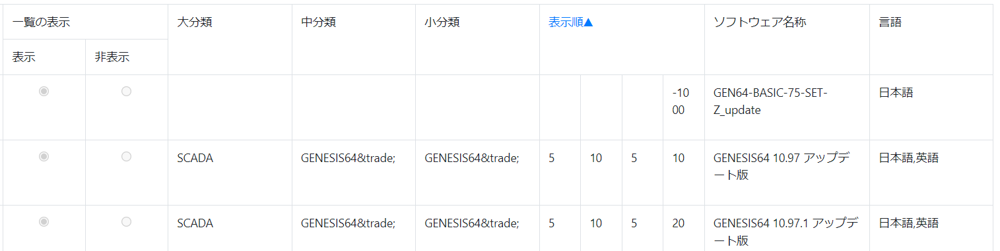 一覧の表示 大分類 中分類 小分類 表示順▲ ソフトウェア名称 言語
表示 非表示
-10 GEN64-BASIC-75-SET- 日本語
00 Z_update
SCADA GENESIS64&trade; GENESIS64&trade; 5 10 5 10 GENESIS64 10.97 アップデ 日本語,英語
ート版
SCADA GENESIS64&trade; GENESIS64&trade; 5 10 5 20 GENESIS64 10.97.1 アップデ 日本語,英語
ート版